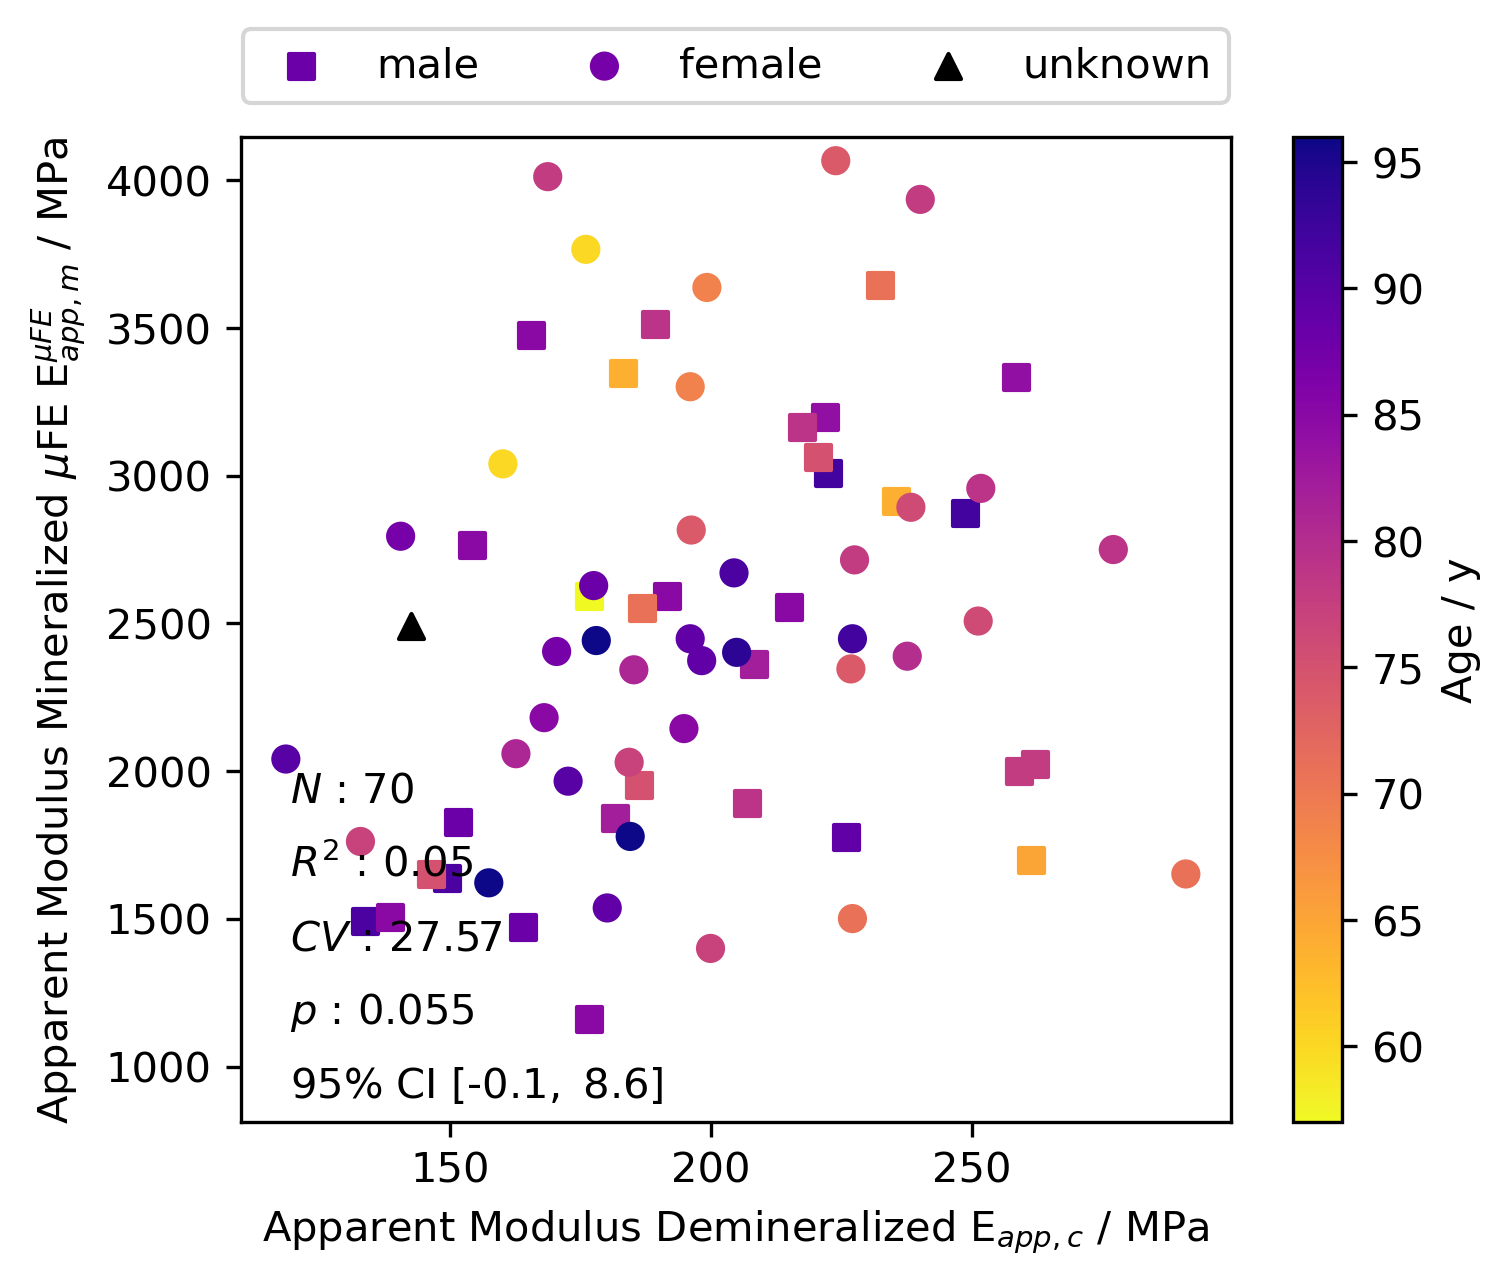 male female unknown
Apparent Modulus Mineralized μFE E^{μFE}_{app, m} / MPa
4000
3500
3000
2500
2000
1500
1000
N : 70
R² : 0.05
CV : 27.57
p : 0.055
95% CI [-0.1, 8.6]
150 200 250
Apparent Modulus Demineralized E_{app, c} / MPa
95
90
85
80
75
70
65
60
Age / y